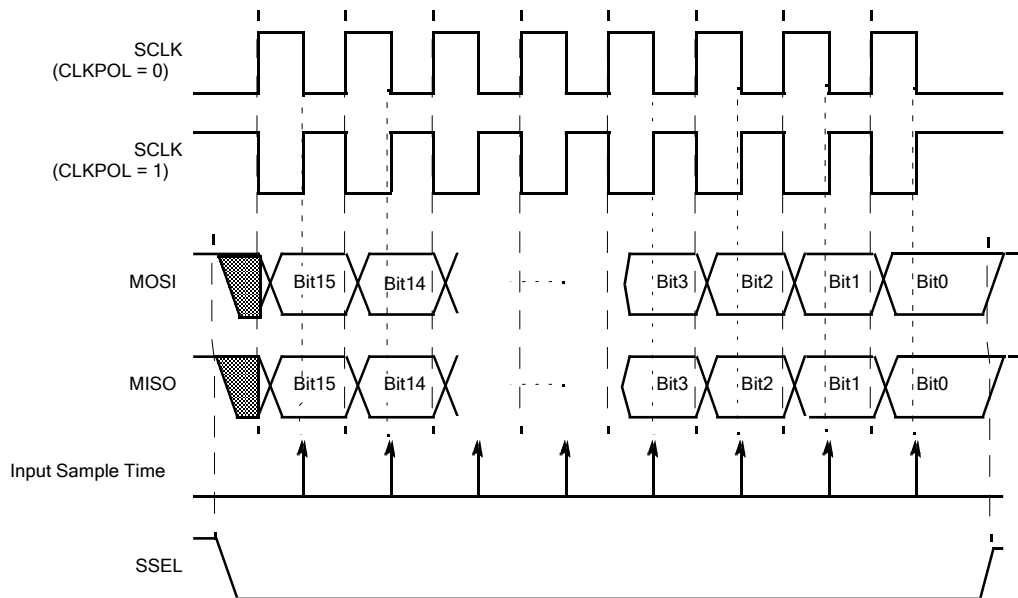 SCLK
(CLKPOL = 0)
SCLK
(CLKPOL = 1)
MOSI
Bit15
Bit14
Bit3
Bit2
Bit1
Bit0
MISO
Bit15
Bit14
Bit3
Bit2
Bit1
Bit0
Input Sample Time
SSEL